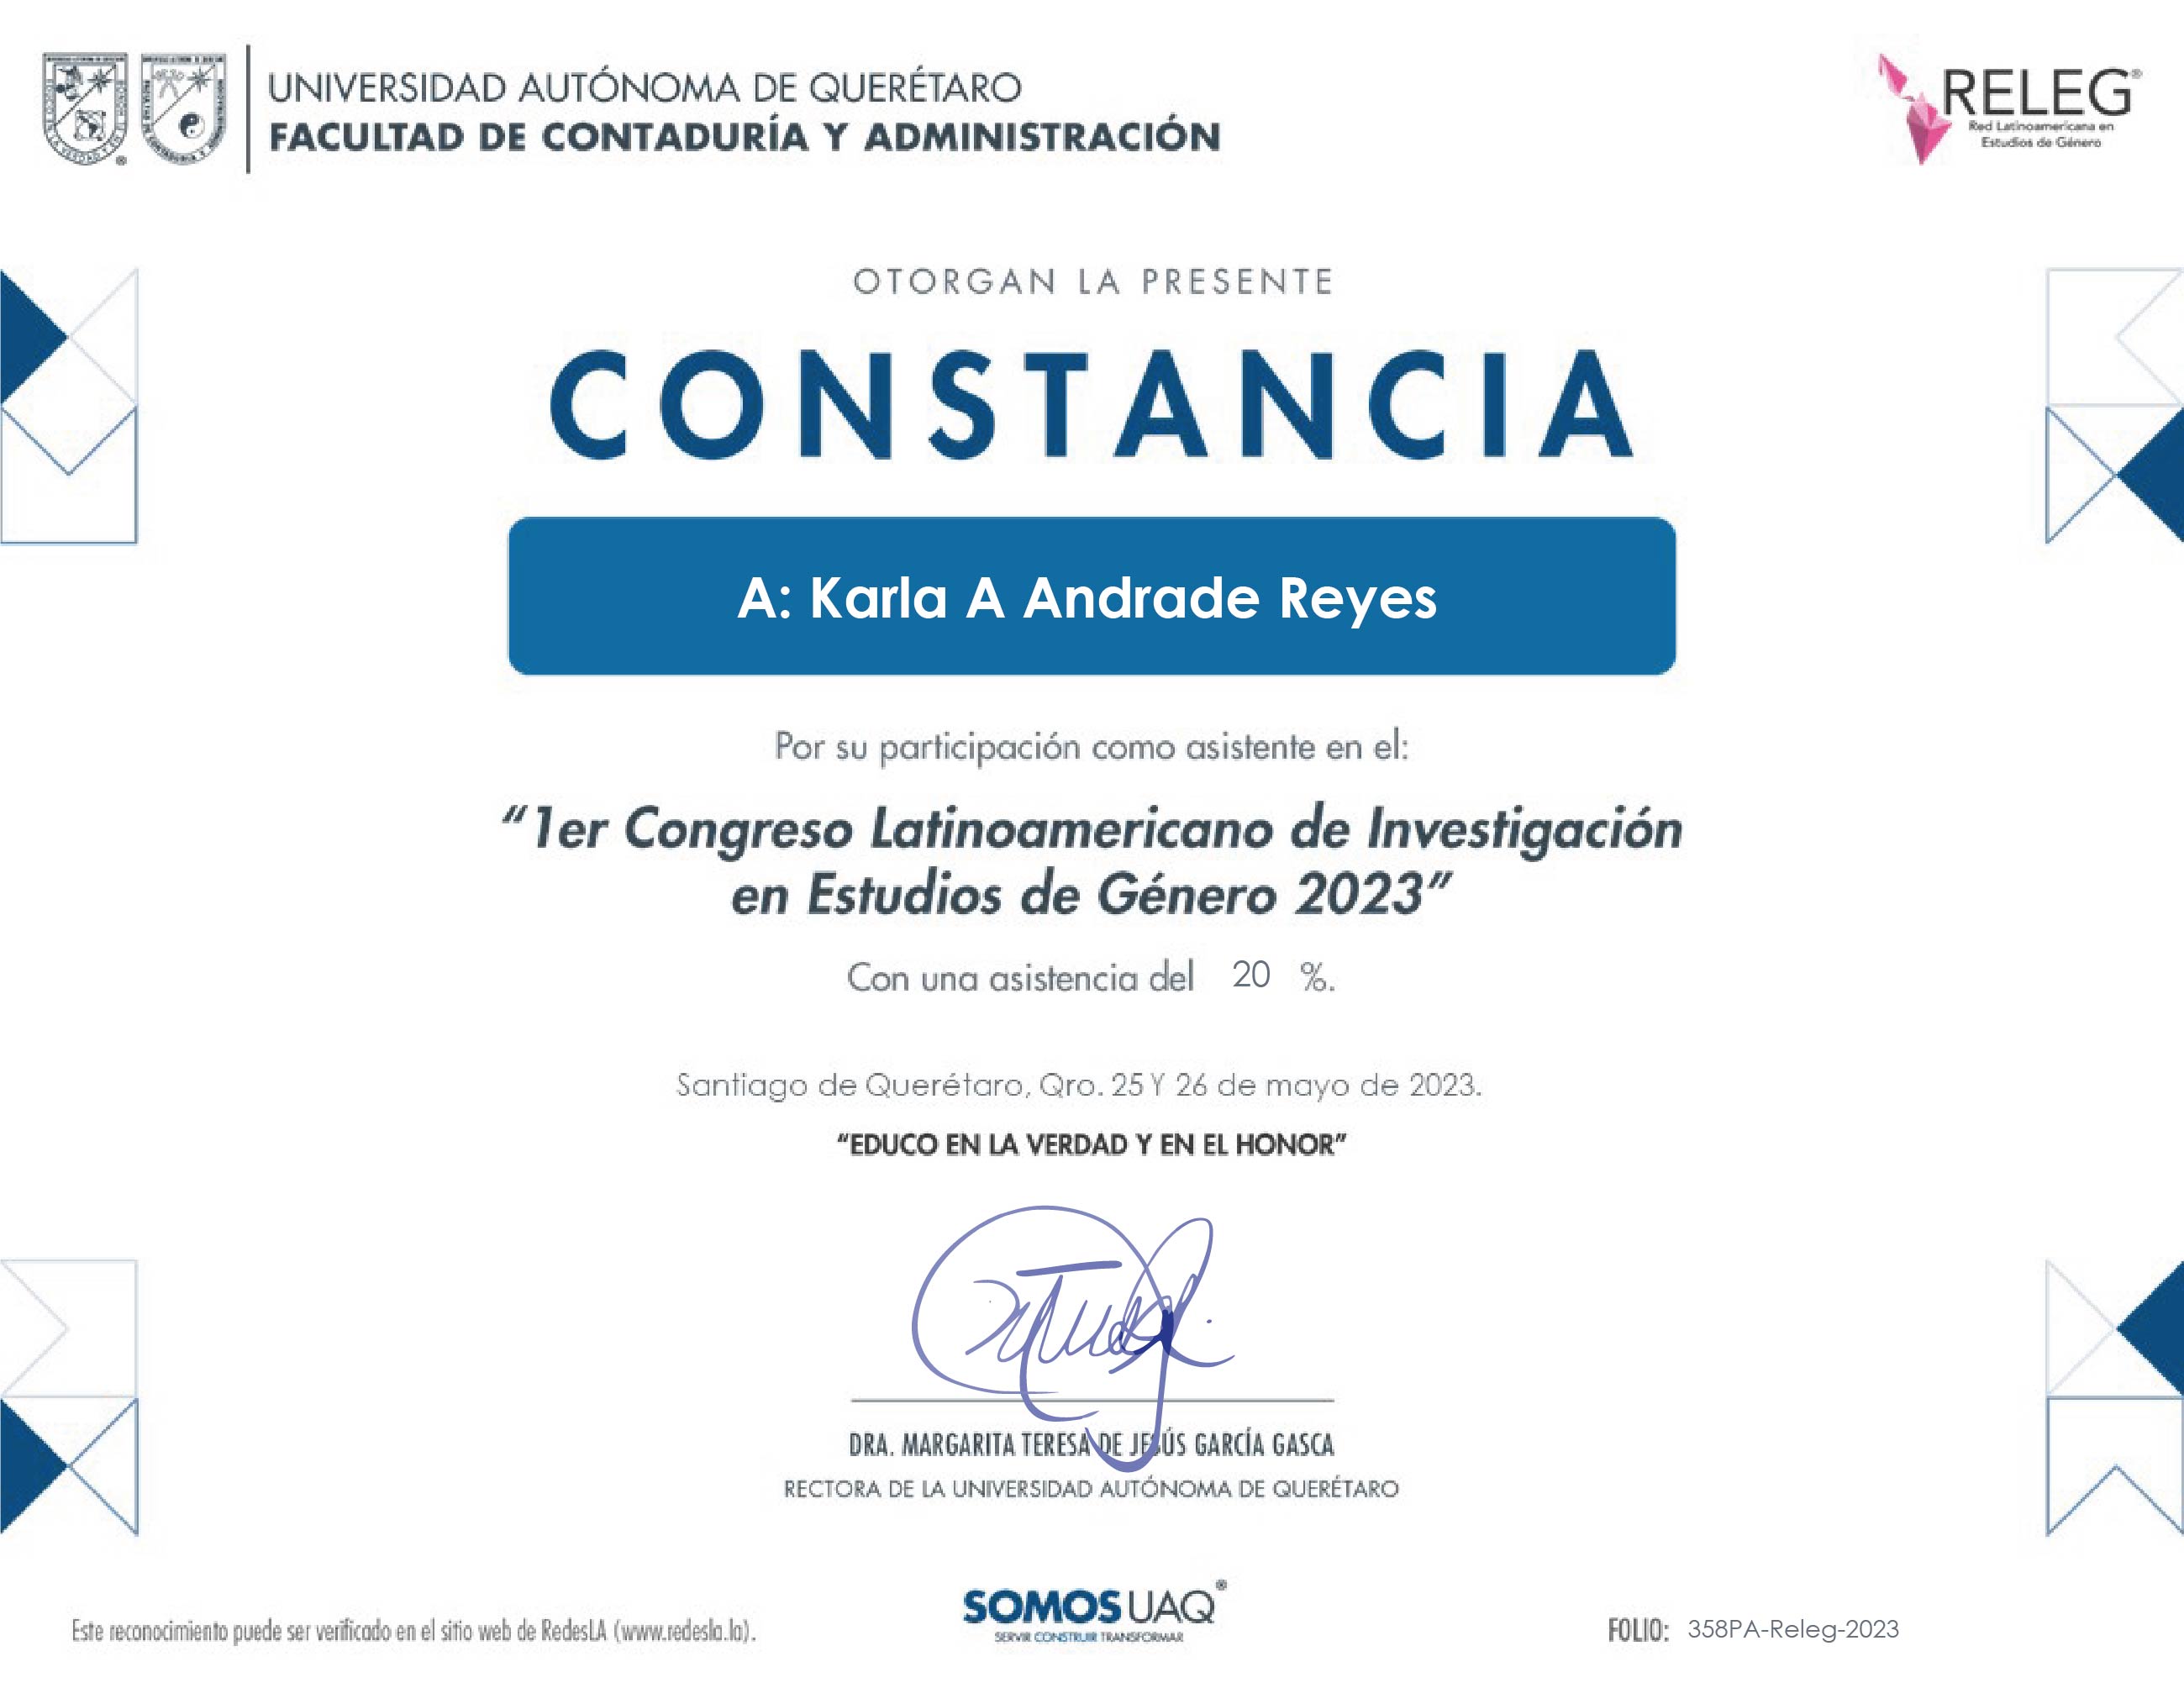 UNIVERSIDAD AUTÓNOMA DE QUERÉTARO
FACULTAD DE CONTADURÍA Y ADMINISTRACIÓN
RELEG®
Red Latinoamericana en
Estudios de Género
OTORGAN LA PRESENTE
CONSTANCIA
A: Karla A Andrade Reyes
Por su participación como asistente en el:
“1er Congreso Latinoamericano de Investigación
en Estudios de Género 2023”
Con una asistencia del 20 %.
Santiago de Querétaro, Qro. 25 Y 26 de mayo de 2023.
“EDUCO EN LA VERDAD Y EN EL HONOR”
DRA. MARGARITA TERESA DE JESÚS GARCÍA GASCA
RECTORA DE LA UNIVERSIDAD AUTÓNOMA DE QUERÉTARO
Este reconocimiento puede ser verificado en el sitio web de RedesLA (www.redesla.la).
SOMOS UAQ®
SERVIR CONSTRUIR TRANSFORMAR
FOLIO: 358PA-Releg-2023